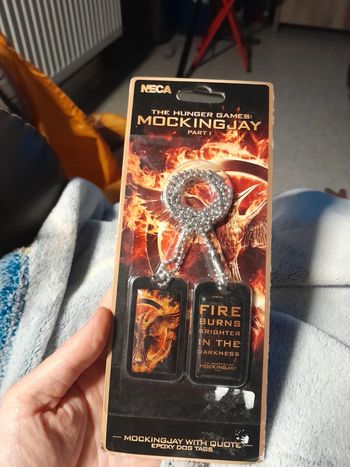 NECA
THE HUNGER GAMES:
MOCKINGJAY
PART 1
FIRE
BURNS
BRIGHTER
IN THE
DARKNESS
MOCKINGJAY
MOCKINGJAY WITH QUOTE
EPOXY DOG TAGS